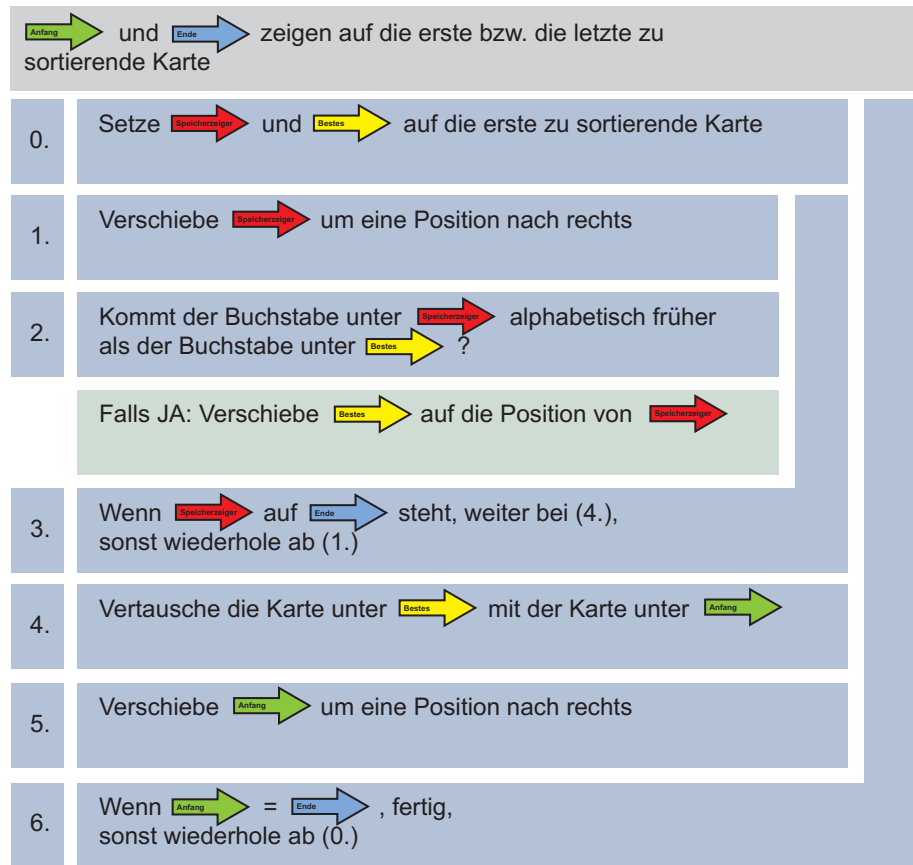 Anfang und Ende zeigen auf die erste bzw. die letzte zu
sortierende Karte
0. Setze Speicherzeiger und Bestes auf die erste zu sortierende Karte
1. Verschiebe Speicherzeiger um eine Position nach rechts
2. Kommt der Buchstabe unter Speicherzeiger alphabetisch früher
als der Buchstabe unter Bestes ?
Falls JA: Verschiebe Bestes auf die Position von Speicherzeiger
3. Wenn Speicherzeiger auf Ende steht, weiter bei (4.),
sonst wiederhole ab (1.)
4. Vertausche die Karte unter Bestes mit der Karte unter Anfang
5. Verschiebe Anfang um eine Position nach rechts
6. Wenn Anfang = Ende , fertig,
sonst wiederhole ab (0.)